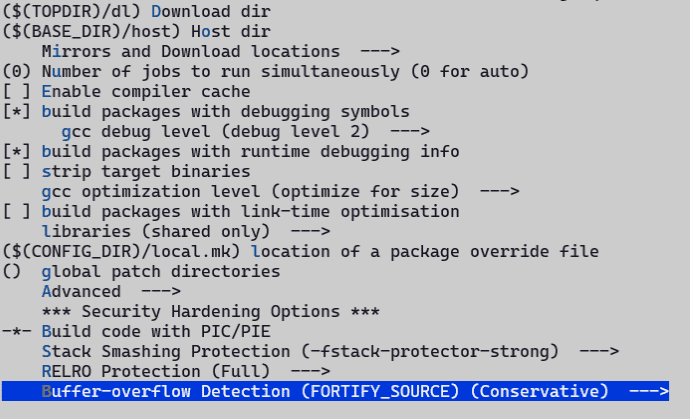 ($(TOPDIR)/dl) Download dir
($(BASE_DIR)/host) Host dir
Mirrors and Download locations  --->
(0) Number of jobs to run simultaneously (0 for auto)
[ ] Enable compiler cache
[*] build packages with debugging symbols
gcc debug level (debug level 2)  --->
[*] build packages with runtime debugging info
[ ] strip target binaries
gcc optimization level (optimize for size)  --->
[ ] build packages with link-time optimisation
libraries (shared only)  --->
($(CONFIG_DIR)/local.mk) location of a package override file
()  global patch directories
Advanced  --->
*** Security Hardening Options ***
-*- Build code with PIC/PIE
Stack Smashing Protection (-fstack-protector-strong)  --->
RELRO Protection (Full)  --->
Buffer-overflow Detection (FORTIFY_SOURCE) (Conservative)  --->